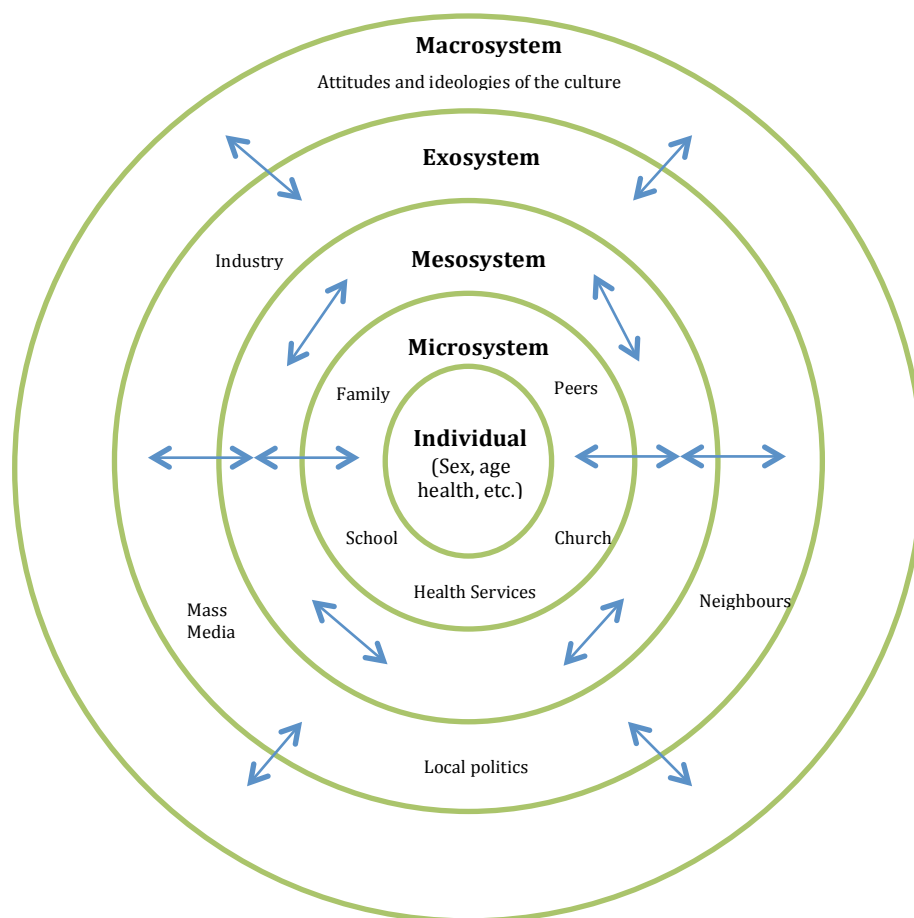 Macrosystem
Attitudes and ideologies of the culture
Exosystem
Industry
Mesosystem
Microsystem
Family
Peers
Individual
(Sex, age
health, etc.)
School
Church
Health Services
Mass
Media
Neighbours
Local politics